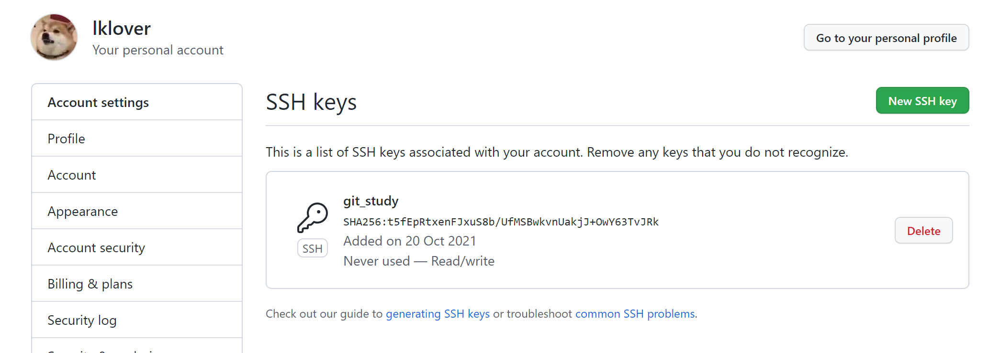 lklover
Your personal account
Go to your personal profile
Account settings
Profile
Account
Appearance
Account security
Billing & plans
Security log
SSH keys
New SSH key
This is a list of SSH keys associated with your account. Remove any keys that you do not recognize.
git_study
SHA256:t5fEpRtxenFJxuS8b/UfMSBwkvnUakjJ+OwY63TvJRk
SSH
Added on 20 Oct 2021
Never used — Read/write
Delete
Check out our guide to generating SSH keys or troubleshoot common SSH problems.